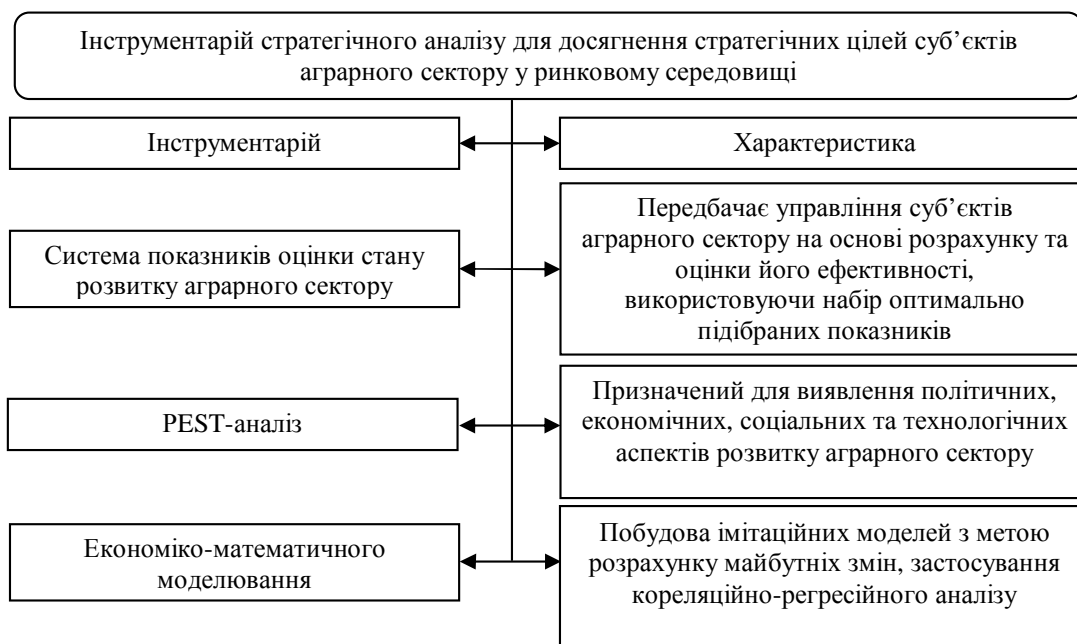 Інструментарій стратегічного аналізу для досягнення стратегічних цілей суб’єктів
аграрного сектору у ринковому середовищі
Інструментарій
Характеристика
Система показників оцінки стану
розвитку аграрного сектору
Передбачає управління суб’єктів
аграрного сектору на основі розрахунку та
оцінки його ефективності,
використовуючи набір оптимально
підібраних показників
PEST-аналіз
Призначений для виявлення політичних,
економічних, соціальних та технологічних
аспектів розвитку аграрного сектору
Економіко-математичного
моделювання
Побудова імітаційних моделей з метою
розрахунку майбутніх змін, застосування
кореляційно-регресійного аналізу